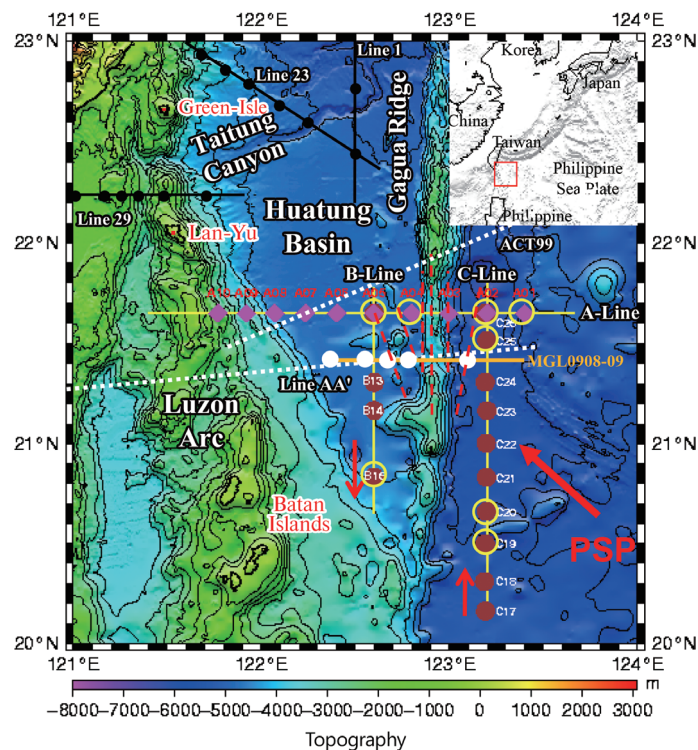 121°E
122°E
123°E
124°E
23°N
23°N
Line 1
Korea
Line 23
Japan
Green-Isle
Gagua Ridge
China
Taitung
Canyon
Taiwan
Philippine
Sea Plate
Line 29
Huatung
Basin
Philippine
Lan-Yu
22°N
22°N
ACT99
B-Line
C-Line
A07
A03
A02
A01
A-Line
C26
C25
MGL0908-09
Line AA'
B13
C24
Luzon
Arc
B14
C23
21°N
21°N
C22
B16
C21
Batan
Islands
C20
PSP
C19
C18
C17
20°N
20°N
121°E
122°E
123°E
124°E
m
−8000
−7000
−6000
−5000
−4000
−3000
−2000
−1000
0
1000
2000
3000
Topography